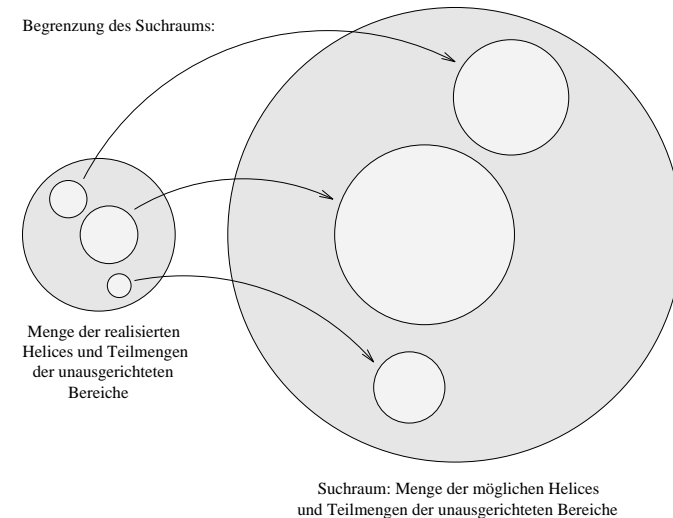 Begrenzung des Suchraums:
Menge der realisierten
Helices und Teilmengen
der unausgerichteten
Bereiche
Suchraum: Menge der möglichen Helices
und Teilmengen der unausgerichteten Bereiche